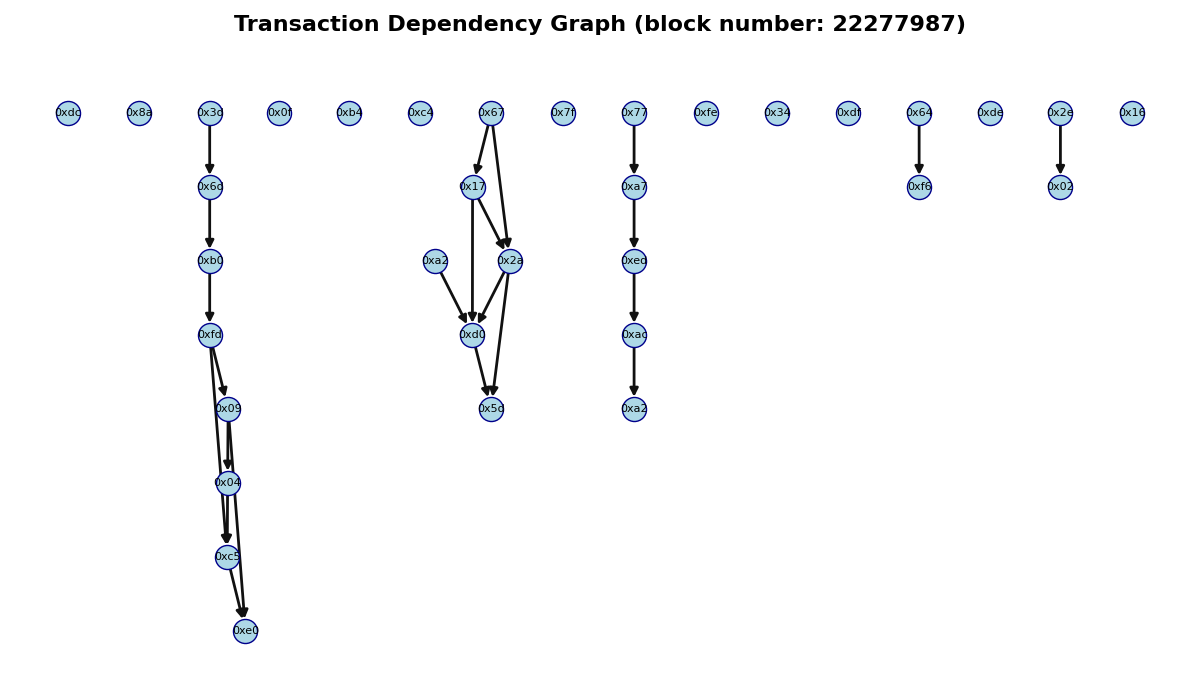 Transaction Dependency Graph (block number: 22277987)
0xdc 0x8a 0x3d 0x0f 0xb4 0xc4 0x67 0x7f 0x77 0xfe 0x34 0xdf 0x64 0xde 0x2e 0x16
0x6d 0x17 0xa7 0xf6 0x02
0xb0 0xa2 0x2a 0xed
0xfd 0xd0 0xac
0x09 0x5d 0xa2
0x04
0xc5
0xe0